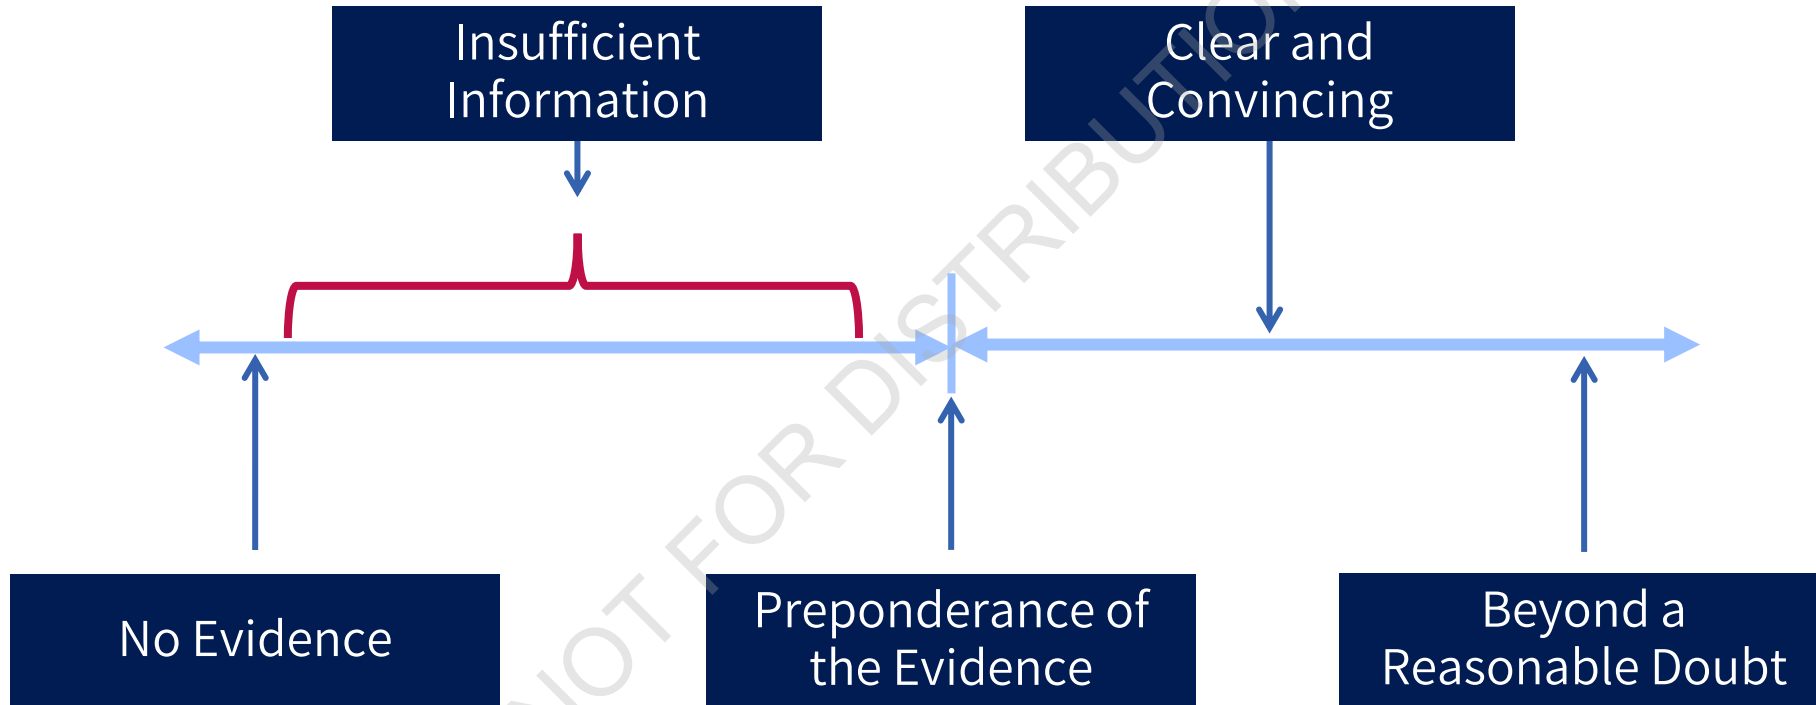 Insufficient
Information
Clear and
Convincing
No Evidence
Preponderance of
the Evidence
Beyond a
Reasonable Doubt
NOT FOR DISTRIBUTION